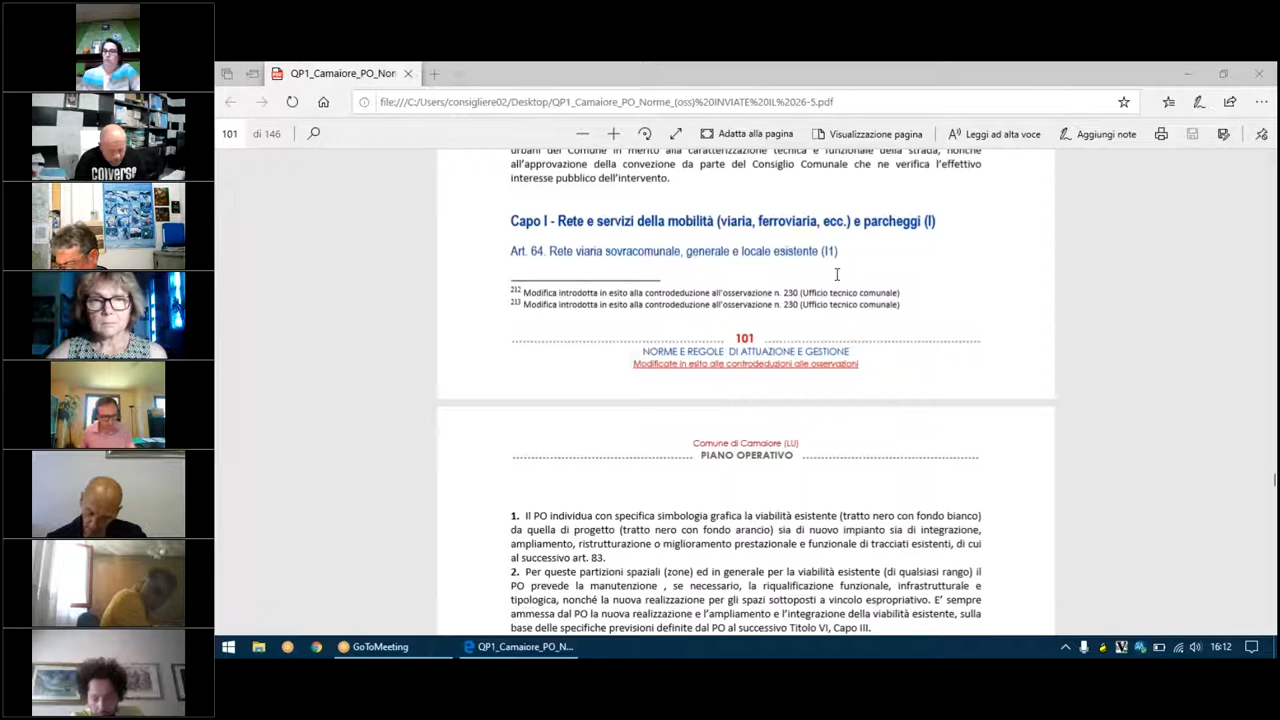 QP1_Camaiore_PO_Nor
file:///C:/Users/consigliere02/Desktop/QP1_Camaiore_PO_Norme_(oss)%20INVIATE%20IL%2026-5.pdf
101 di 146
Adatta alla pagina
Visualizzazione pagina
Leggi ad alta voce
Aggiungi note
urbani del Comune in merito alla caratterizzazione tecnica e funzionale della strada, nonché
all'approvazione della convezione da parte del Consiglio Comunale che ne verifica l'effettivo
interesse pubblico dell'intervento.
Capo I - Rete e servizi della mobilità (viaria, ferroviaria, ecc.) e parcheggi (I)
Art. 64. Rete viaria sovracomunale, generale e locale esistente (I1)
212 Modifica introdotta in esito alla controdeduzione all'osservazione n. 230 (Ufficio tecnico comunale)
213 Modifica introdotta in esito alla controdeduzione all'osservazione n. 230 (Ufficio tecnico comunale)
101
NORME E REGOLE DI ATTUAZIONE E GESTIONE
Modificate in esito alle controdeduzioni alle osservazioni
Comune di Camaiore (LU)
PIANO OPERATIVO
1. Il PO individua con specifica simbologia grafica la viabilità esistente (tratto nero con fondo bianco)
da quella di progetto (tratto nero con fondo arancio) sia di nuovo impianto sia di integrazione,
ampliamento, ristrutturazione o miglioramento prestazionale e funzionale di tracciati esistenti, di cui
al successivo art. 83.
2. Per queste partizioni spaziali (zone) ed in generale per la viabilità esistente (di qualsiasi rango) il
PO prevede la manutenzione , se necessario, la riqualificazione funzionale, infrastrutturale e
tipologica, nonché la nuova realizzazione per gli spazi sottoposti a vincolo espropriativo. E' sempre
ammessa dal PO la nuova realizzazione e l'ampliamento e l'integrazione della viabilità esistente, sulla
base delle specifiche previsioni definite dal PO al successivo Titolo VI, Capo III.
GoToMeeting
QP1_Camaiore_PO_N...
16:12
CONVERSE